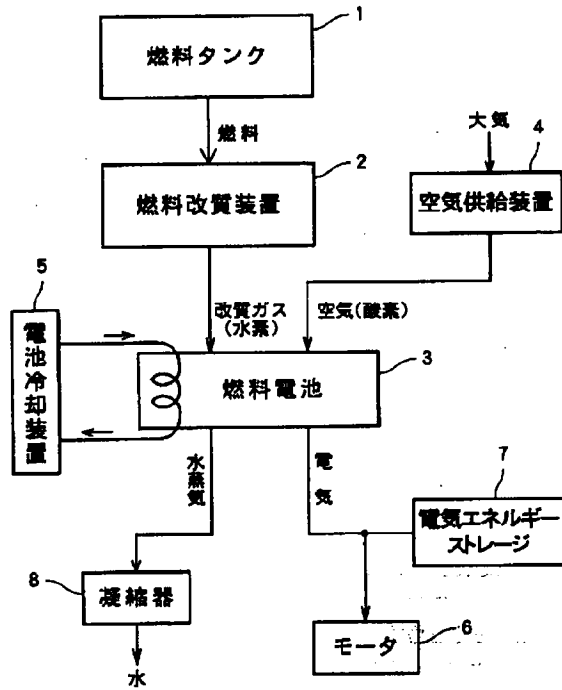 1
燃料タンク
燃料
大気
2
4
燃料改質装置
空気供給装置
5
改質ガス
(水素)
空気(酸素)
3
電池冷却装置
燃料電池
水蒸気
電気
7
電気エネルギー
ストレージ
8
凝縮器
6
モータ
水